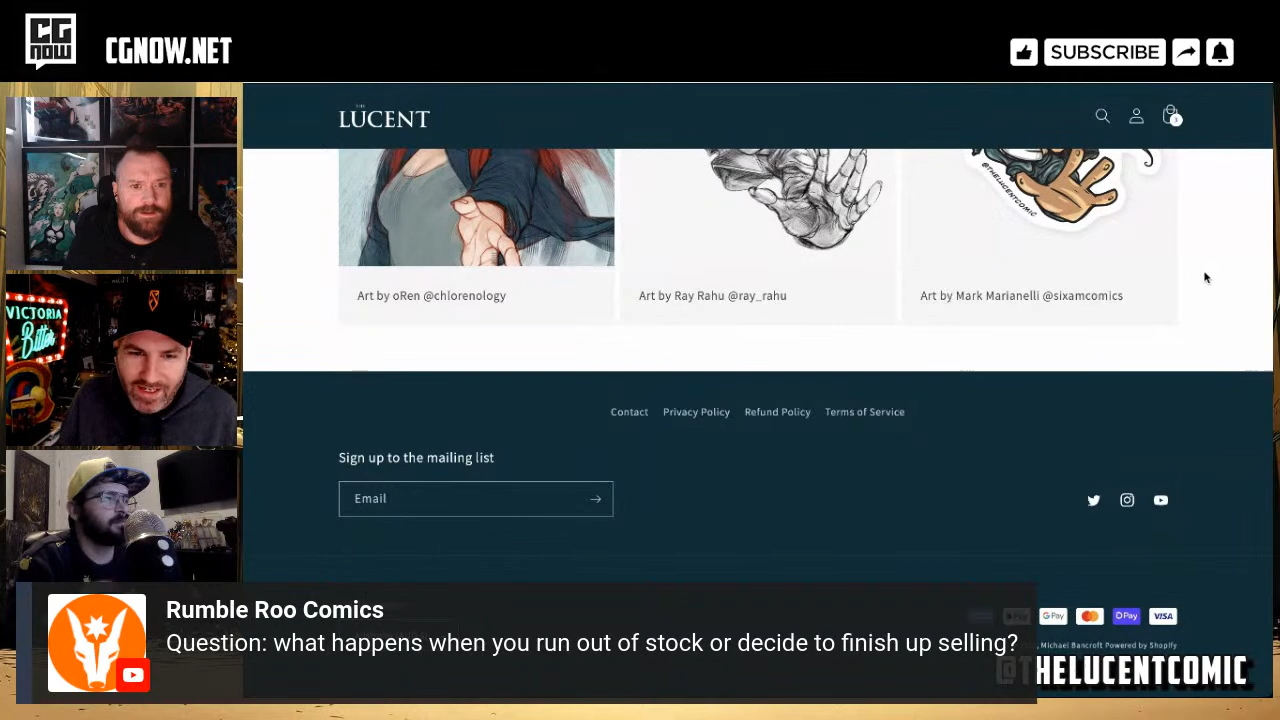 CG
NOW
CGNOW.NET
SUBSCRIBE
VICTORIA
Bitter
THE
LUCENT
1
@THELUCENTCOMIC
Art by oRen @chlorenology
Art by Ray Rahu @ray_rahu
Art by Mark Marianelli @sixamcomics
Contact Privacy Policy Refund Policy Terms of Service
Sign up to the mailing list
Email
G Pay
Pay
VISA
Rumble Roo Comics
Question: what happens when you run out of stock or decide to finish up selling?
Michael Bancroft Powered by Shopify
@THELUCENTCOMIC